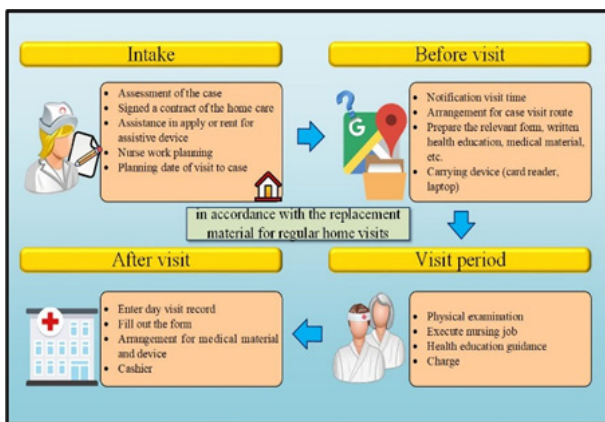 Intake
Assessment of the case
Signed a contract of the home care
Assistance in apply or rent for
assistive device
Nurse work planning
Planning date of visit to case
Before visit
Notification visit time
Arrangement for case visit route
Prepare the relevant form, written
health education, medical material,
etc.
Carrying device (card reader,
laptop)
?
G
in accordance with the replacement
material for regular home visits
After visit
Enter day visit record
Fill out the form
Arrangement for medical material
and device
Cashier
Visit period
Physical examination
Execute nursing job
Health education guidance
Charge